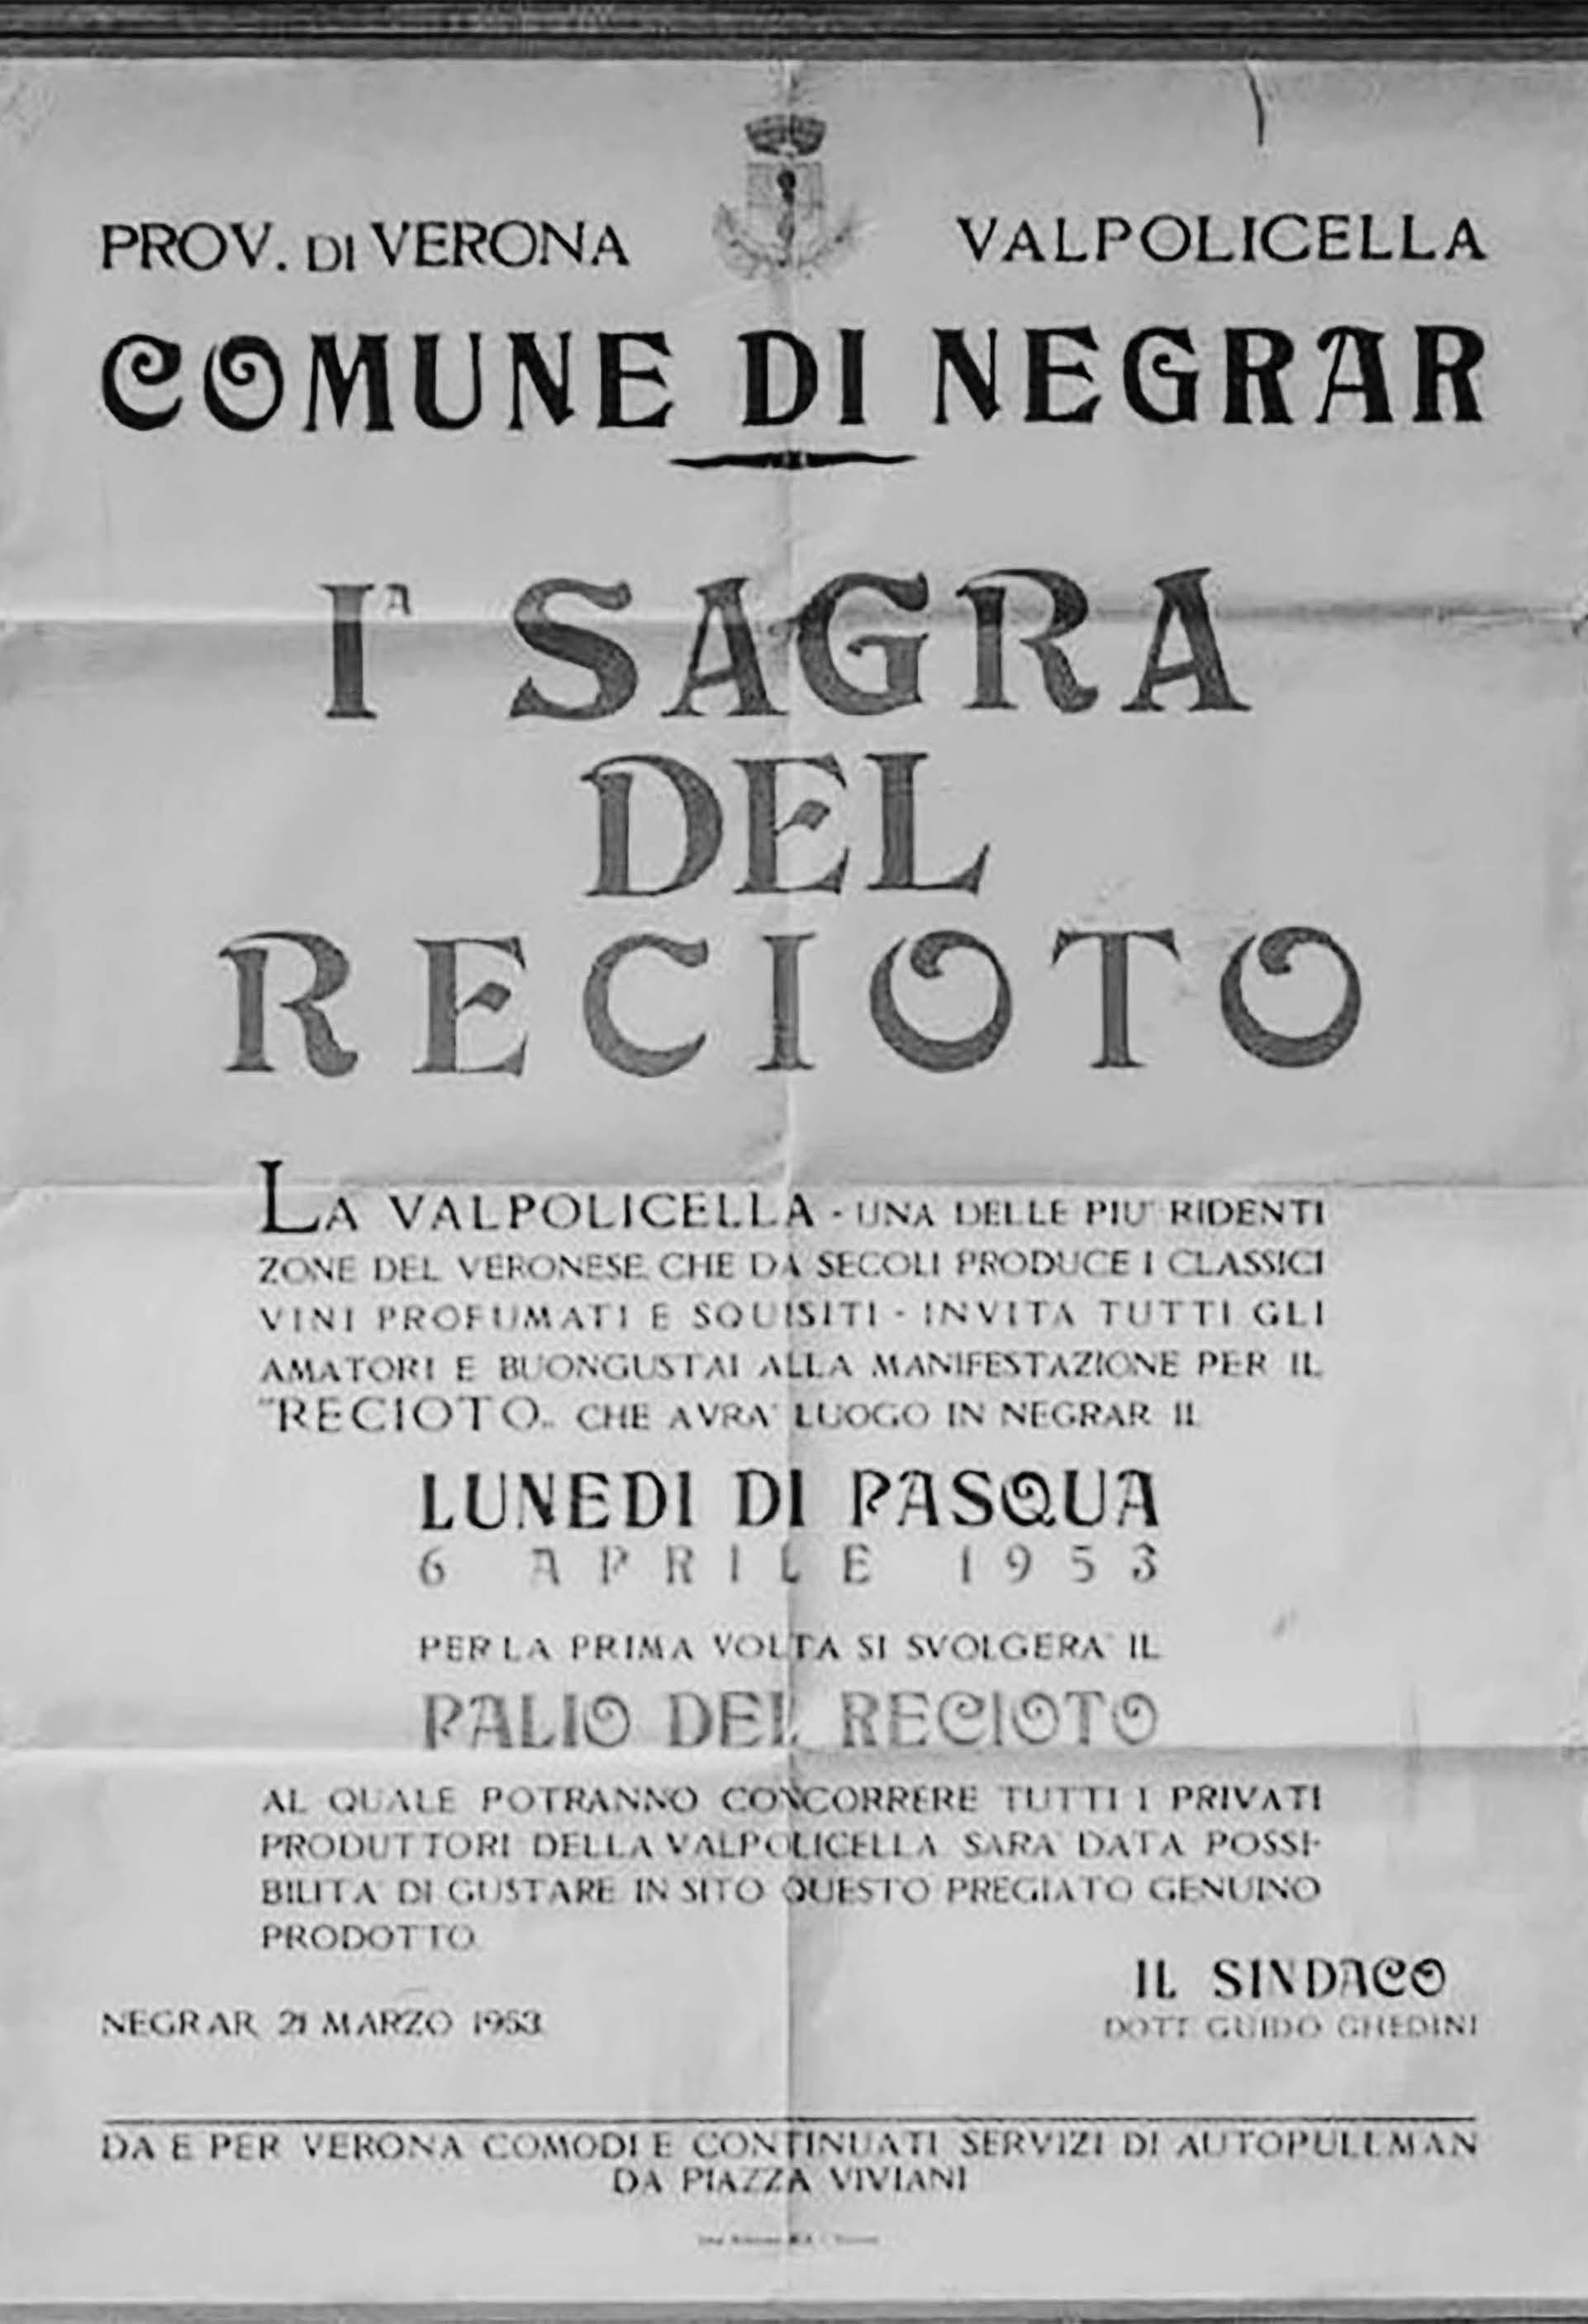 PROV. DI VERONA VALPOLICELLA
COMUNE DI NEGRAR
Iª SAGRA
DEL
RECIOTO
LA VALPOLICELLA - UNA DELLE PIU' RIDENTI
ZONE DEL VERONESE CHE DA SECOLI PRODUCE I CLASSICI
VINI PROFUMATI E SQUISITI - INVITA TUTTI GLI
AMATORI E BUONGUSTAI ALLA MANIFESTAZIONE PER IL
"RECIOTO„ CHE AVRA' LUOGO IN NEGRAR IL
LUNEDI DI PASQUA
6 APRILE 1953
PER LA PRIMA VOLTA SI SVOLGERA' IL
PALIO DEL RECIOTO
AL QUALE POTRANNO CONCORRERE TUTTI I PRIVATI
PRODUTTORI DELLA VALPOLICELLA SARA' DATA POSSI-
BILITA' DI GUSTARE IN SITO QUESTO PREGIATO GENUINO
PRODOTTO
IL SINDACO
NEGRAR 21 MARZO 1953
DOTT GUIDO GHEDINI
DA E PER VERONA COMODI E CONTINUATI SERVIZI DI AUTOPULLMAN
DA PIAZZA VIVIANI